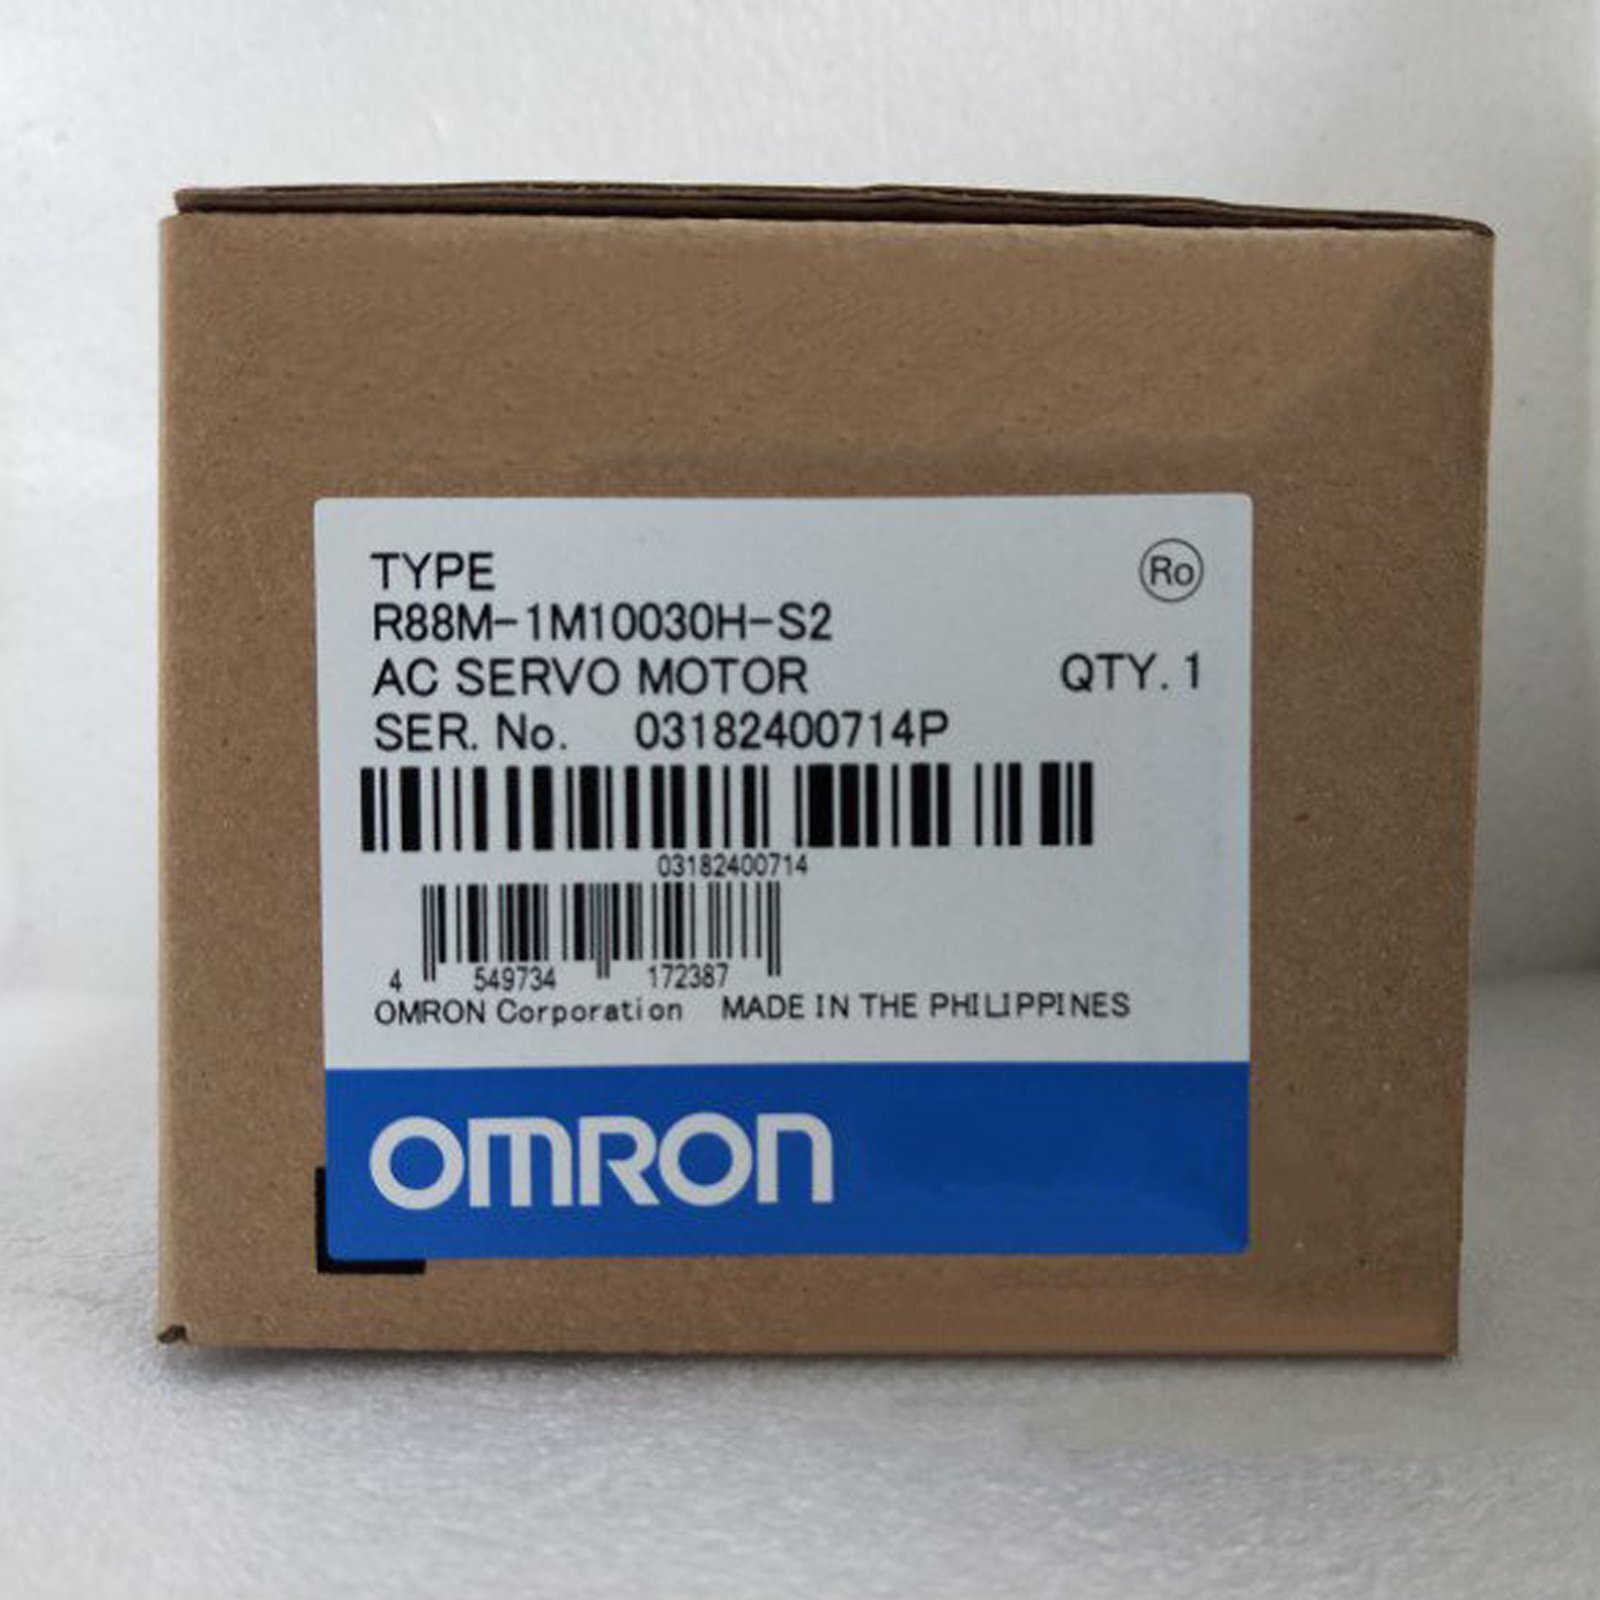 TYPE
Ro
R88M-1M10030H-S2
AC SERVO MOTOR QTY. 1
SER. No. 03182400714P
03182400714
4 549734 172387
OMRON Corporation MADE IN THE PHILIPPINES
OMRON